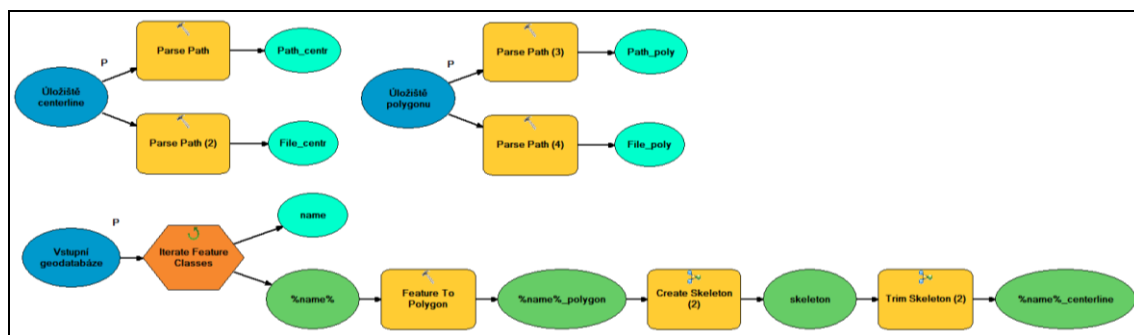 P
Úložiště
centerline
Parse Path
Path_centr
Parse Path (2)
File_centr
P
Úložiště
polygonu
Parse Path (3)
Path_poly
Parse Path (4)
File_poly
P
Vstupní
geodatabáze
Iterate Feature
Classes
name
%name%
Feature To
Polygon
%name%_polygon
Create Skeleton
(2)
skeleton
Trim Skeleton (2)
%name%_centerline